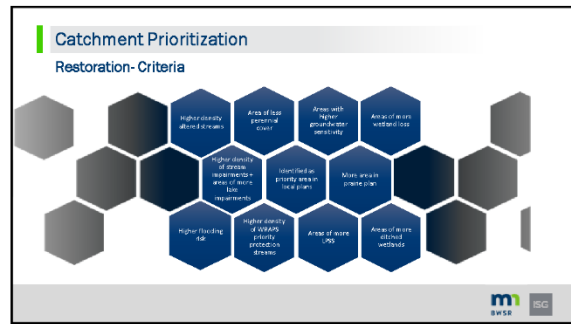 Catchment Prioritization
Restoration- Criteria
Higher density
altered streams
Area of less
perennial
cover
Areas with
higher
groundwater
sensitivity
Areas of more
wetland loss
Higher density
of stream
impairments +
areas of more
lake
impairments
Identified as
priority area in
local plans
More area in
prairie plan
Higher flooding
risk
Higher density
of WRAPS
priority
protection
streams
Areas of more
UPSS
Areas of more
ditched
wetlands
mn
BWSR
ISG